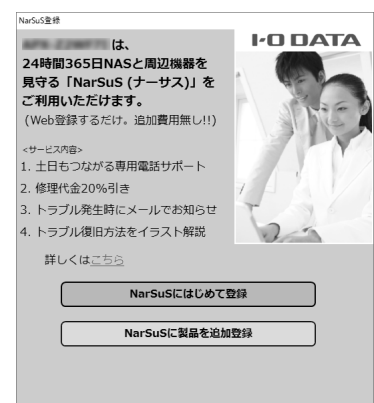 NarSuS登録
I-O DATA
は、
24時間365日NASと周辺機器を
見守る「NarSuS (ナーサス)」を
ご利用いただけます。
(Web登録するだけ。追加費用無し!!)
<サービス内容>
1. 土日もつながる専用電話サポート
2. 修理代金20%引き
3. トラブル発生時にメールでお知らせ
4. トラブル復旧方法をイラスト解説
詳しくはこちら
NarSuSにはじめて登録
NarSuSに製品を追加登録